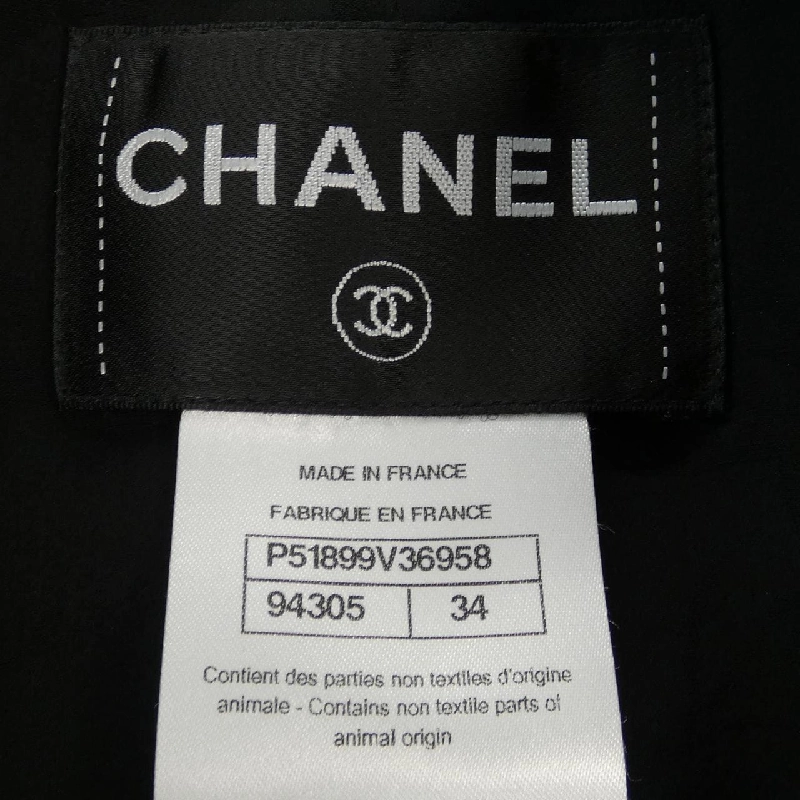 CHANEL
MADE IN FRANCE
FABRIQUE EN FRANCE
P51899V36958
94305 34
Contient des parties non textiles d'origine
animale - Contains non textile parts of
animal origin